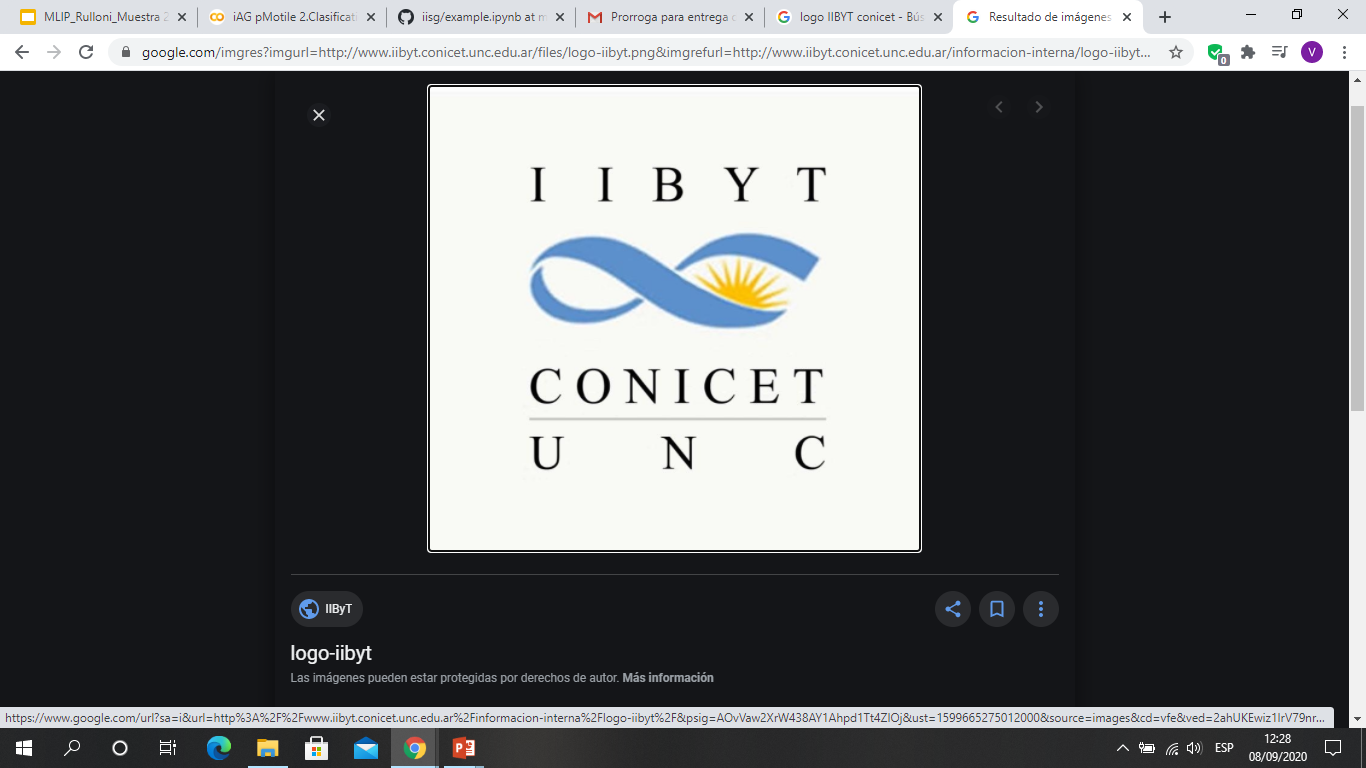 MLIP_Rulloni_Muestra 2
iAG pMotile 2.Clasificati
iisg/example.ipynb at m
Prorroga para entrega d
logo IIBYT conicet - Bús
Resultado de imágenes
google.com/imgres?imgurl=http://www.iibyt.conicet.unc.edu.ar/files/logo-iibyt.png&imgrefurl=http://www.iibyt.conicet.unc.edu.ar/informacion-interna/logo-iibyt...
0
V
I I B Y T
CONICET
U N C
IIByT
logo-iibyt
Las imágenes pueden estar protegidas por derechos de autor. Más información
https://www.google.com/url?sa=i&url=http%3A%2F%2Fwww.iibyt.conicet.unc.edu.ar%2Finformacion-interna%2Flogo-iibyt%2F&psig=AOvVaw2XrW438AY1Ahpd1Tt4ZlOj&ust=1599665275012000&source=images&cd=vfe&ved=2ahUKEwiz1IrV79nr...
ESP
12:28
08/09/2020